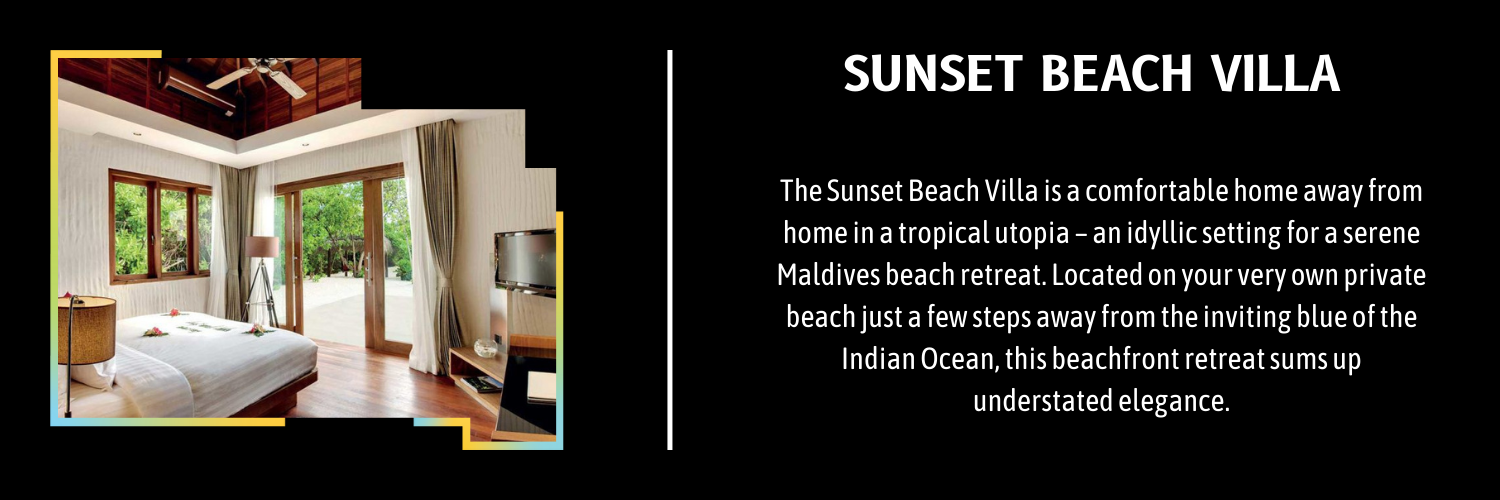 SUNSET BEACH VILLA
The Sunset Beach Villa is a comfortable home away from
home in a tropical utopia – an idyllic setting for a serene
Maldives beach retreat. Located on your very own private
beach just a few steps away from the inviting blue of the
Indian Ocean, this beachfront retreat sums up
understated elegance.